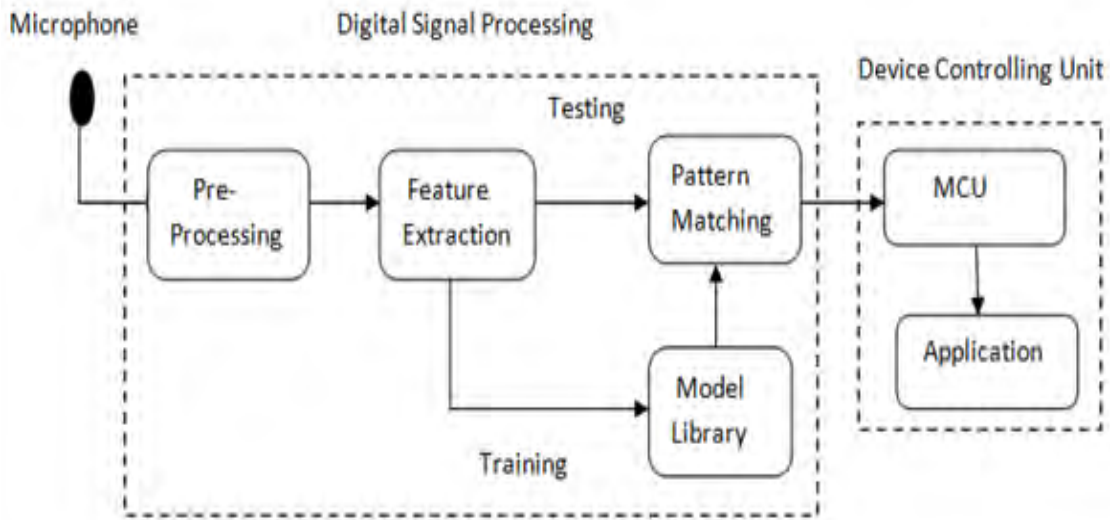 Microphone
Digital Signal Processing
Device Controlling Unit
Testing
Pre-
Processing
Feature
Extraction
Pattern
Matching
MCU
Application
Model
Library
Training